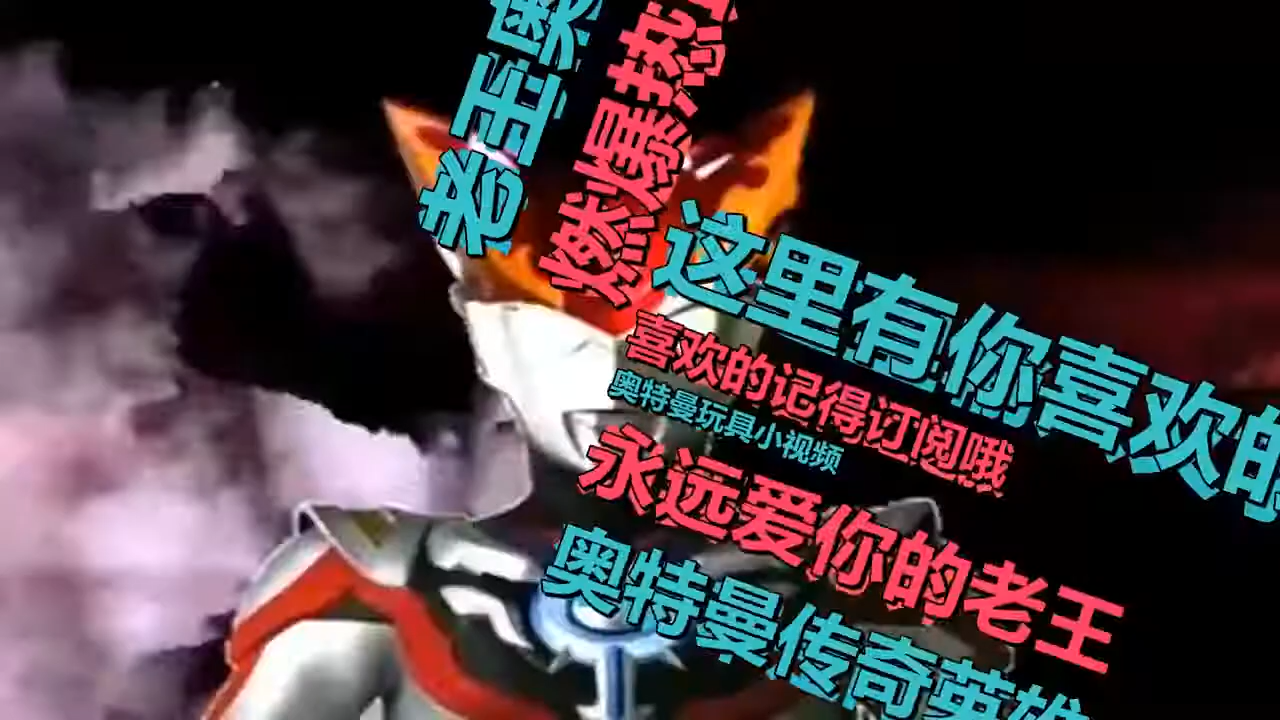 老王奥
燃爆热
这里有你喜欢的
喜欢的记得订阅哦
奥特曼玩具小视频
永远爱你的老王
奥特曼传奇英雄